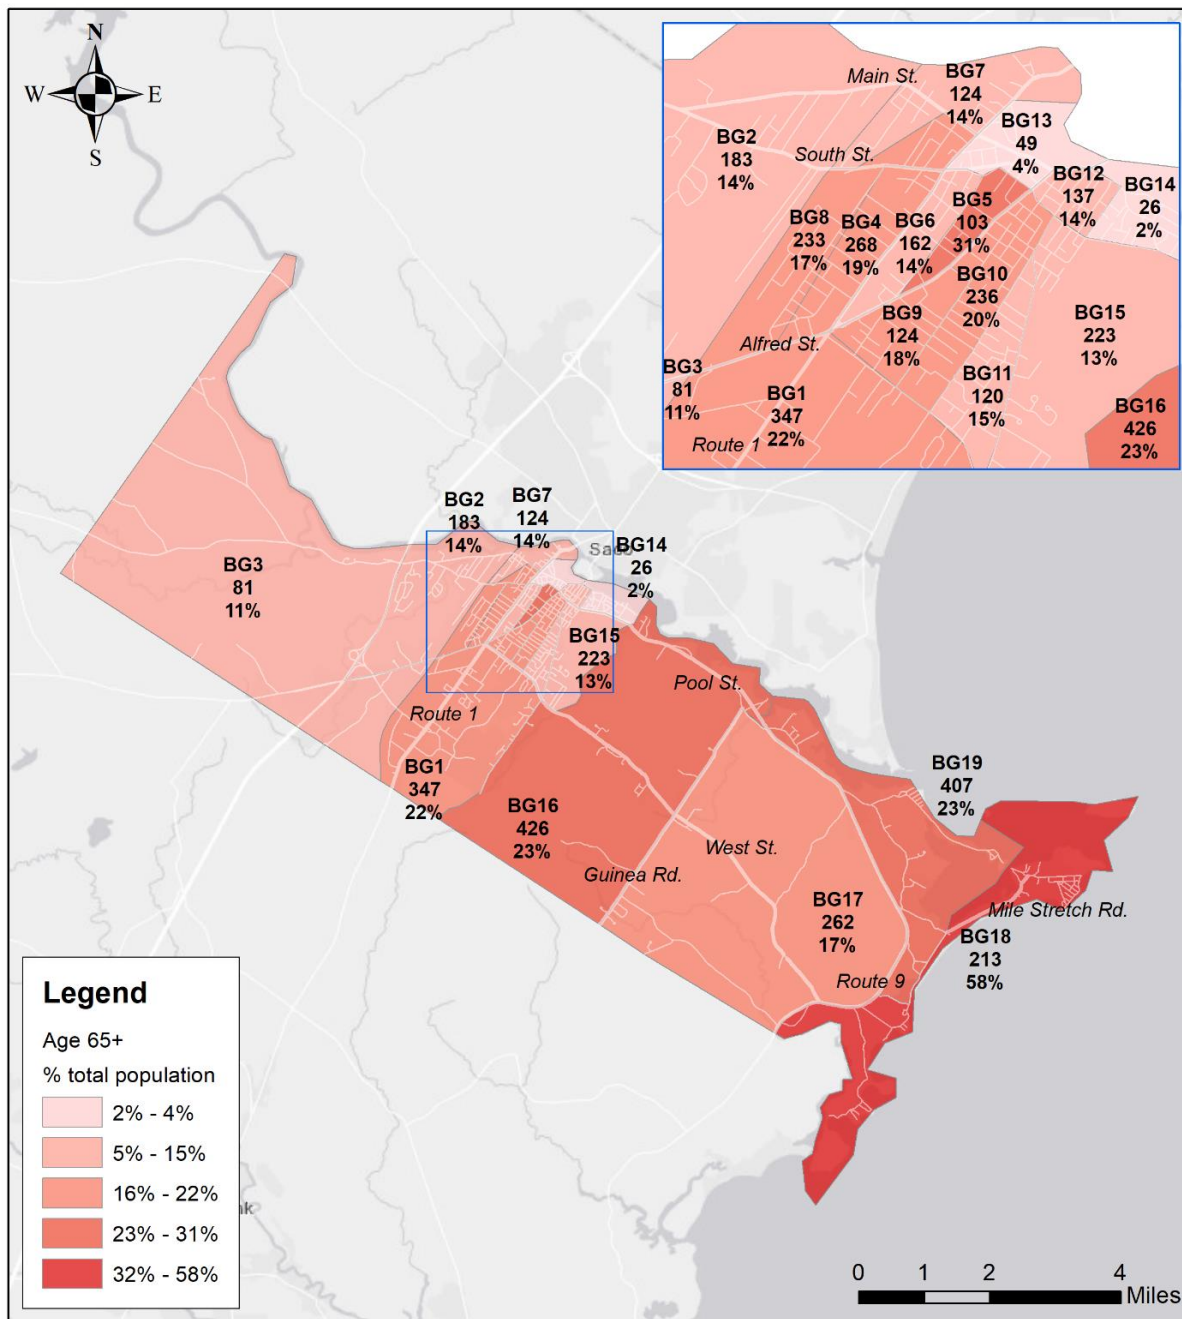 N
W
E
S
Main St.
BG7
124
14%
BG13
49
4%
BG2
183
14%
South St.
BG12
137
14%
BG14
26
2%
BG8
233
17%
BG4
268
19%
BG6
162
14%
BG5
103
31%
BG10
236
20%
BG9
124
18%
BG15
223
13%
Alfred St.
BG3
81
11%
BG11
120
15%
BG1
347
22%
BG16
426
23%
Route 1
BG2
183
14%
BG7
124
14%
BG14
26
2%
BG3
81
11%
BG15
223
13%
Pool St.
Route 1
BG1
347
22%
BG19
407
23%
BG16
426
23%
West St.
Guinea Rd.
BG17
262
17%
Mile Stretch Rd.
BG18
213
58%
Route 9
Legend
Age 65+
% total population
2% - 4%
5% - 15%
16% - 22%
23% - 31%
32% - 58%
0 1 2 4
Miles